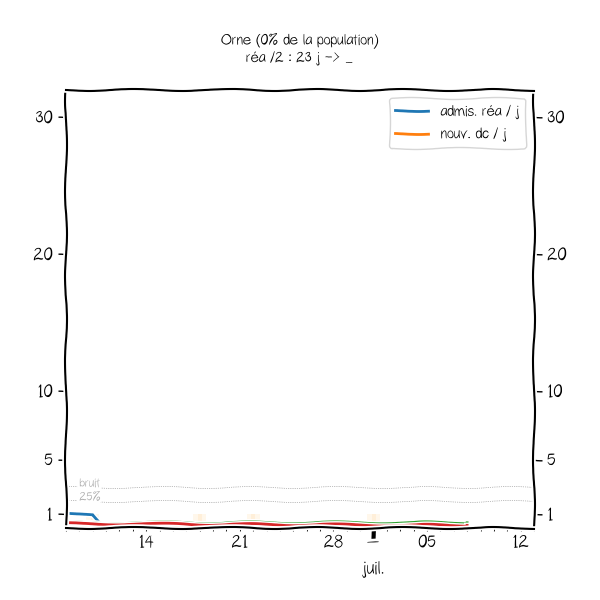 Orne (0% de la population)
réa /2 : 23 j -> _
admis. réa / j
nouv. dc / j
30
30
20
20
10
10
5
5
bruit
25%
1
1
14
21
28
05
12
juil.